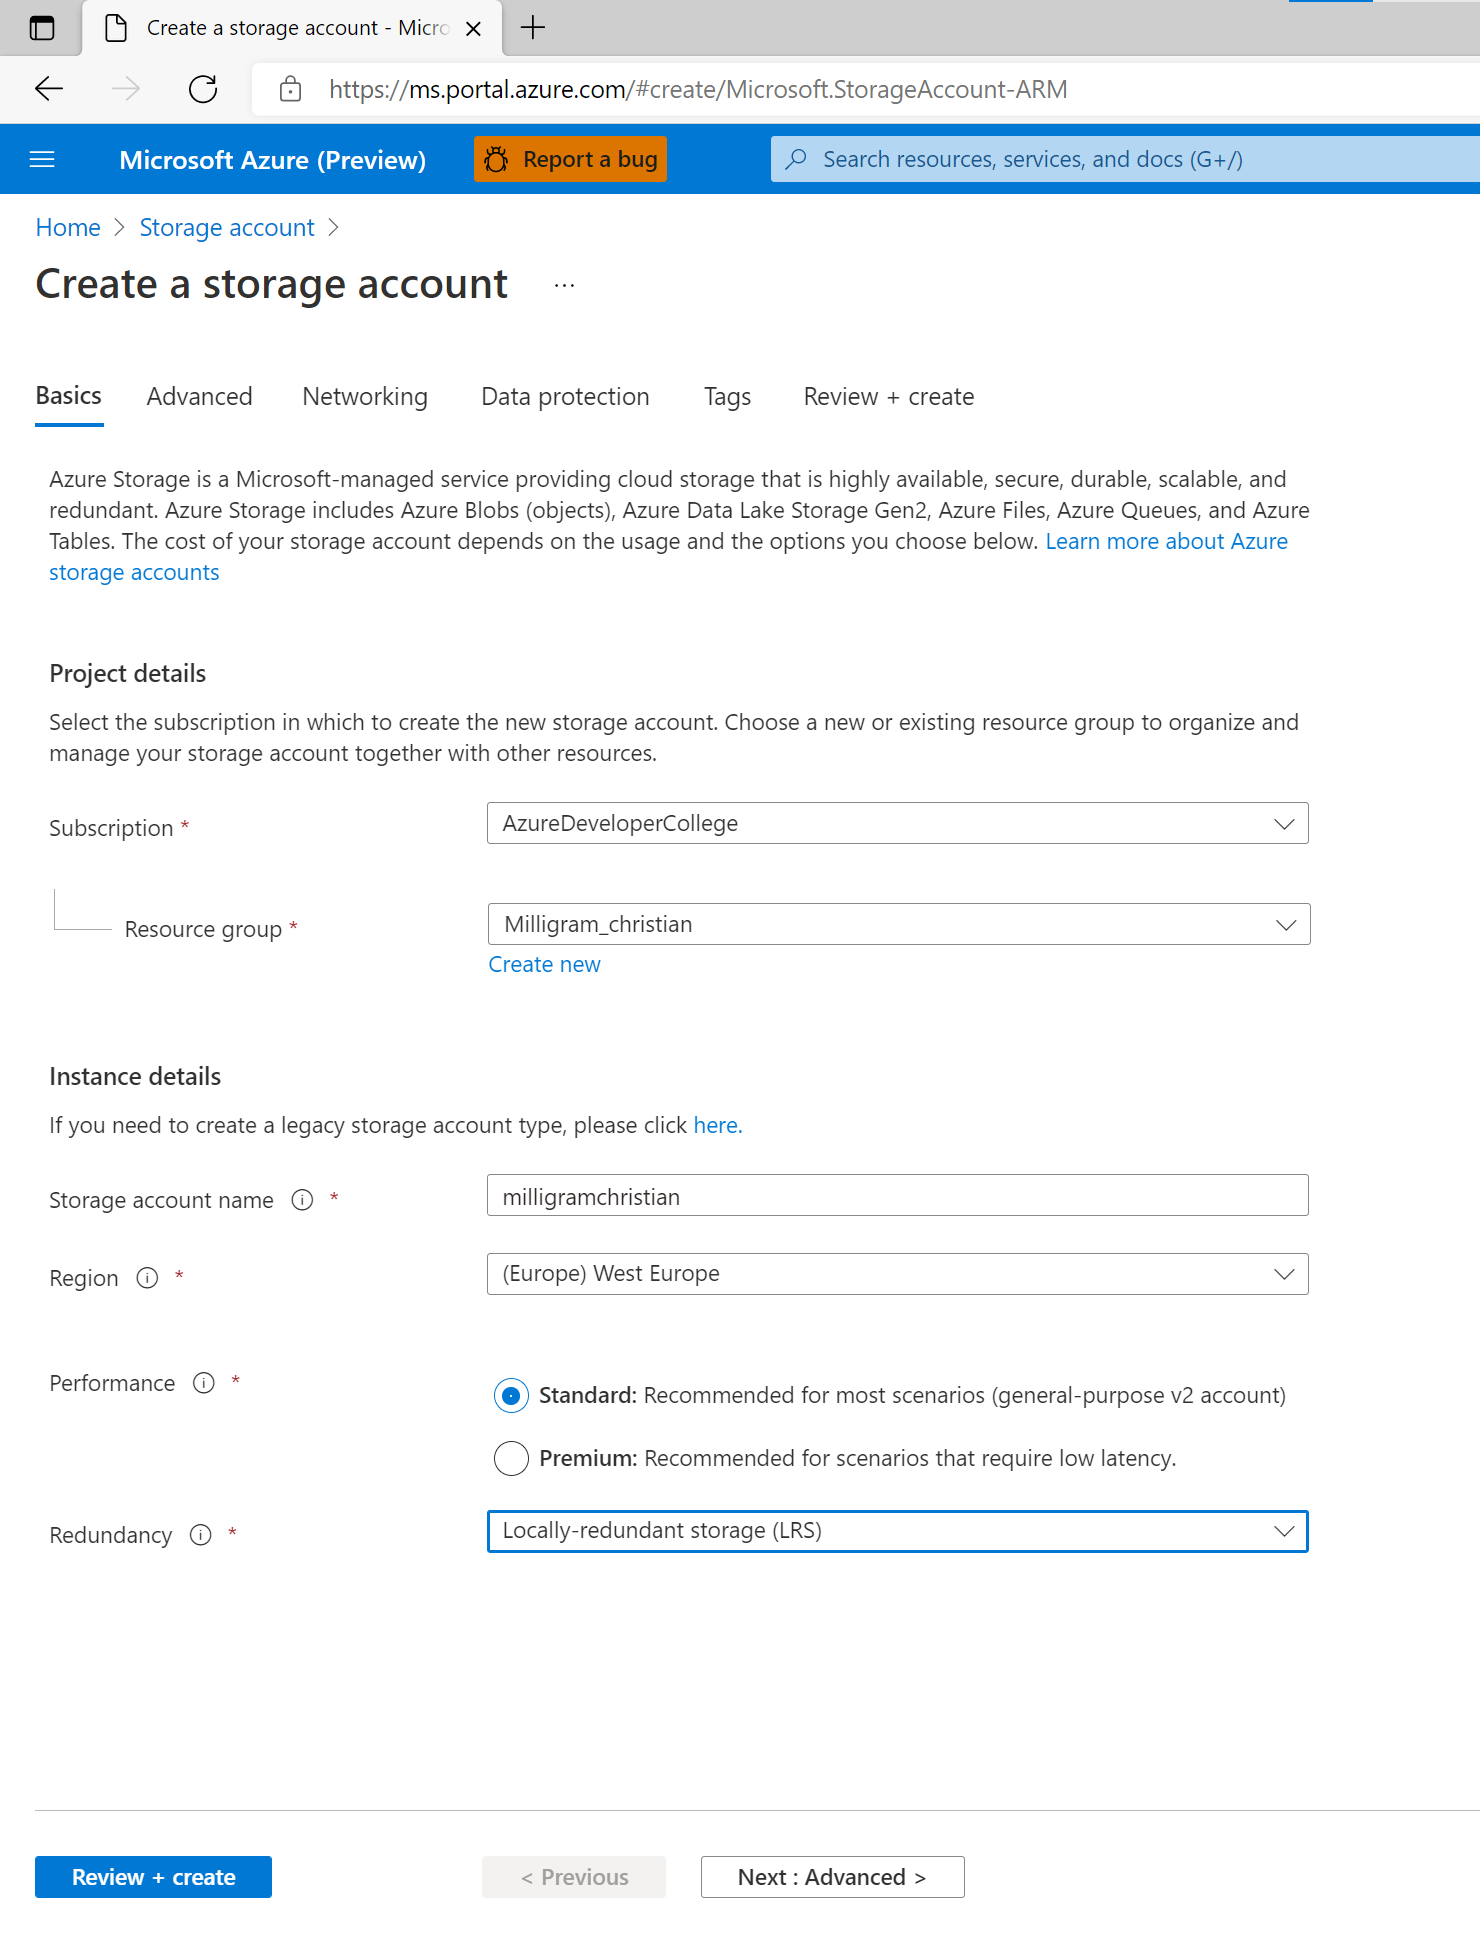 Create a storage account - Micro
https://ms.portal.azure.com/#create/Microsoft.StorageAccount-ARM
Microsoft Azure (Preview)
Report a bug
Search resources, services, and docs (G+/)
Home > Storage account >
Create a storage account ...
Basics Advanced Networking Data protection Tags Review + create
Azure Storage is a Microsoft-managed service providing cloud storage that is highly available, secure, durable, scalable, and
redundant. Azure Storage includes Azure Blobs (objects), Azure Data Lake Storage Gen2, Azure Files, Azure Queues, and Azure
Tables. The cost of your storage account depends on the usage and the options you choose below. Learn more about Azure
storage accounts
Project details
Select the subscription in which to create the new storage account. Choose a new or existing resource group to organize and
manage your storage account together with other resources.
Subscription *
AzureDeveloperCollege
Resource group *
Milligram_christian
Create new
Instance details
If you need to create a legacy storage account type, please click here.
Storage account name *
milligramchristian
Region *
(Europe) West Europe
Performance *
Standard: Recommended for most scenarios (general-purpose v2 account)
Premium: Recommended for scenarios that require low latency.
Redundancy *
Locally-redundant storage (LRS)
Review + create
< Previous
Next : Advanced >